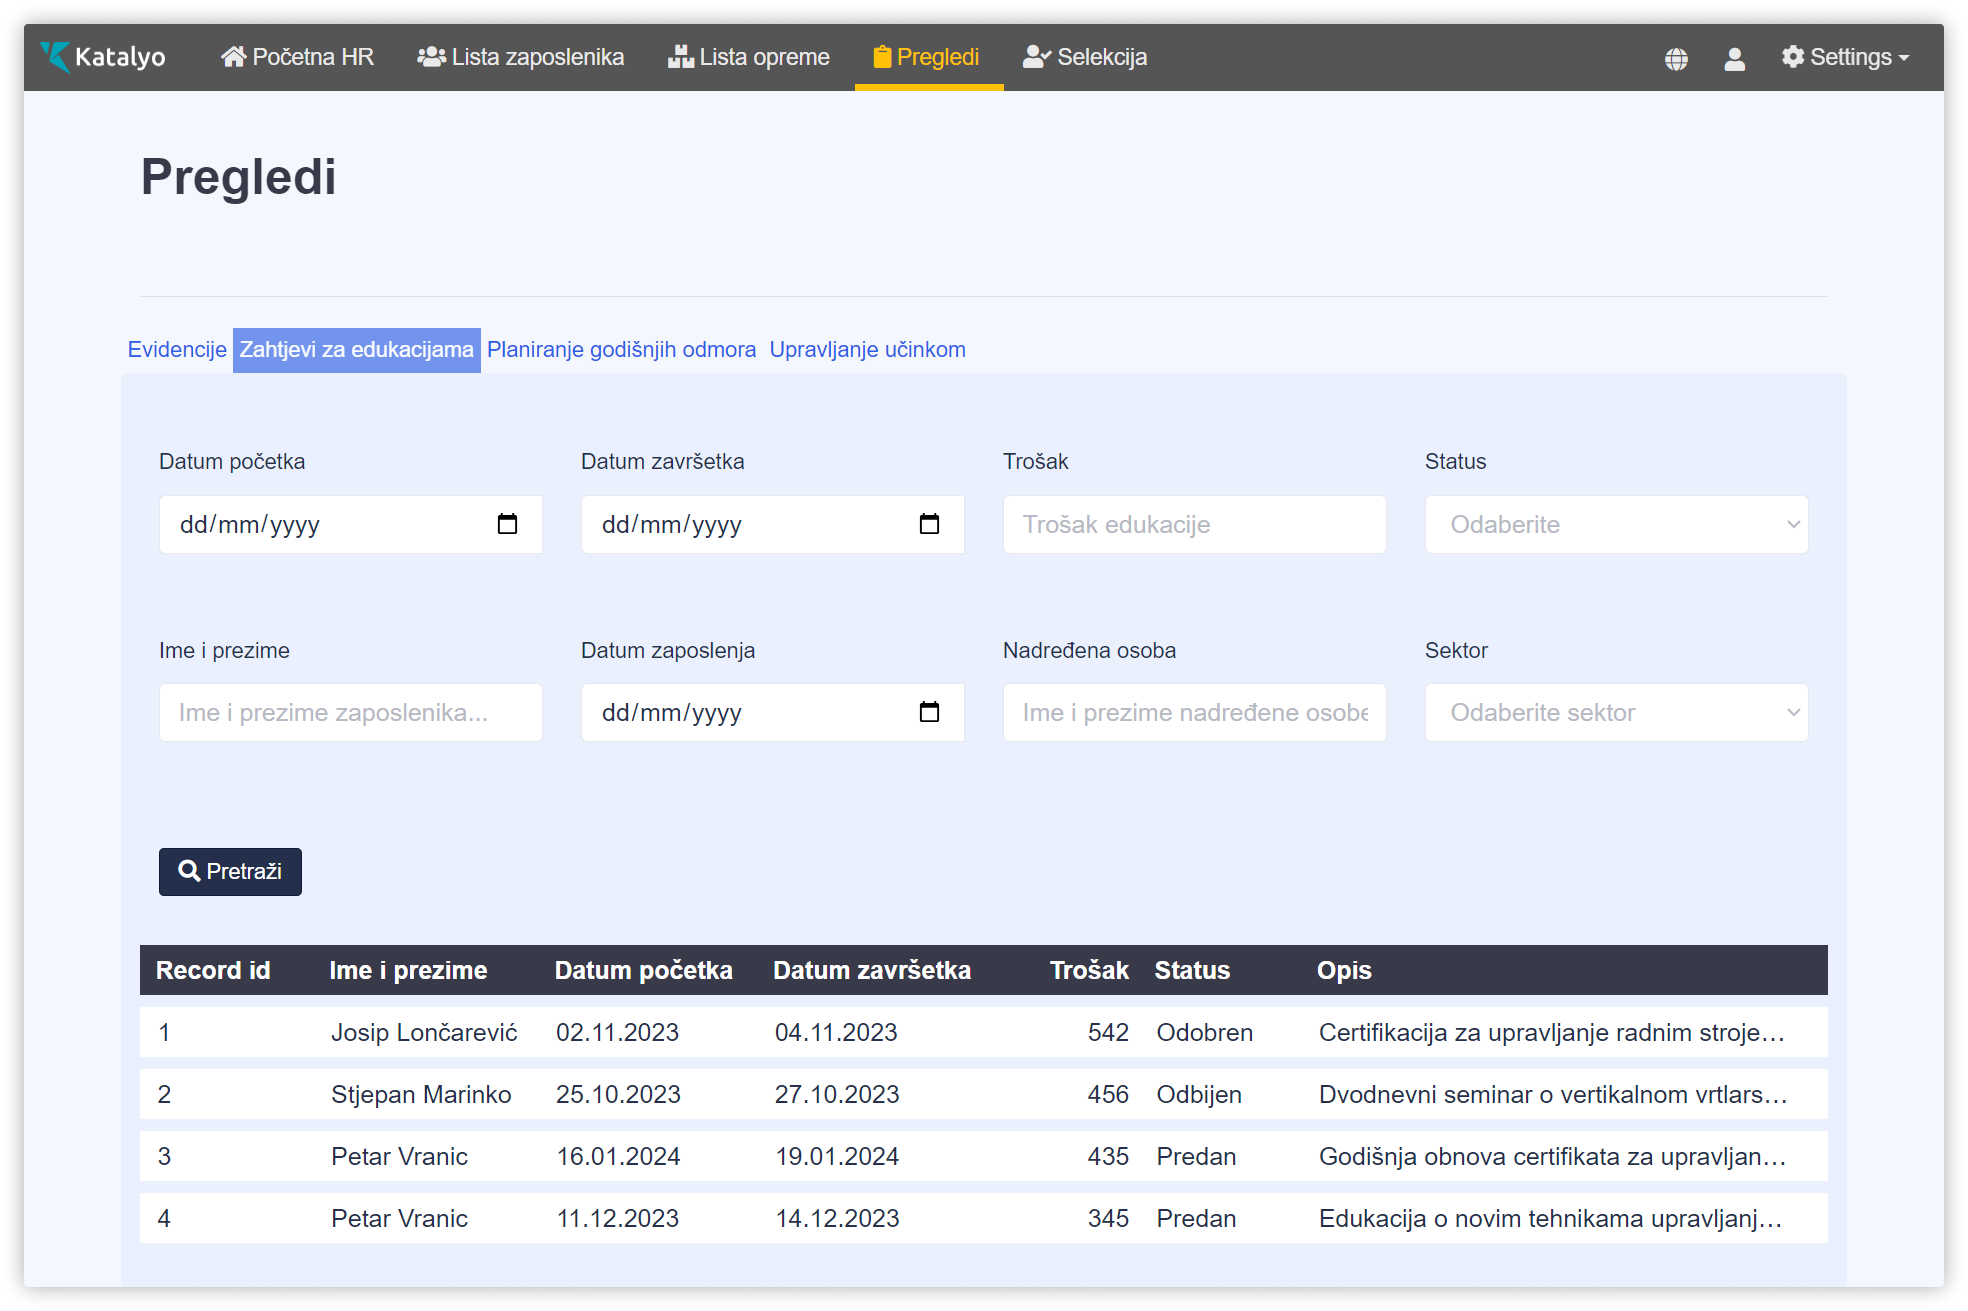 Katalyo Početna HR Lista zaposlenika Lista opreme Pregledi Selekcija Settings
Pregledi
Evidencije Zahtjevi za edukacijama Planiranje godišnjih odmora Upravljanje učinkom
Datum početka Datum završetka Trošak Status
dd/mm/yyyy dd/mm/yyyy Trošak edukacije Odaberite
Ime i prezime Datum zaposlenja Nadređena osoba Sektor
Ime i prezime zaposlenika... dd/mm/yyyy Ime i prezime nadređene osobe Odaberite sektor
Pretraži
Record id Ime i prezime Datum početka Datum završetka Trošak Status Opis
1 Josip Lončarević 02.11.2023 04.11.2023 542 Odobren Certifikacija za upravljanje radnim stroje...
2 Stjepan Marinko 25.10.2023 27.10.2023 456 Odbijen Dvodnevni seminar o vertikalnom vrtlars...
3 Petar Vranic 16.01.2024 19.01.2024 435 Predan Godišnja obnova certifikata za upravljan...
4 Petar Vranic 11.12.2023 14.12.2023 345 Predan Edukacija o novim tehnikama upravljanj...